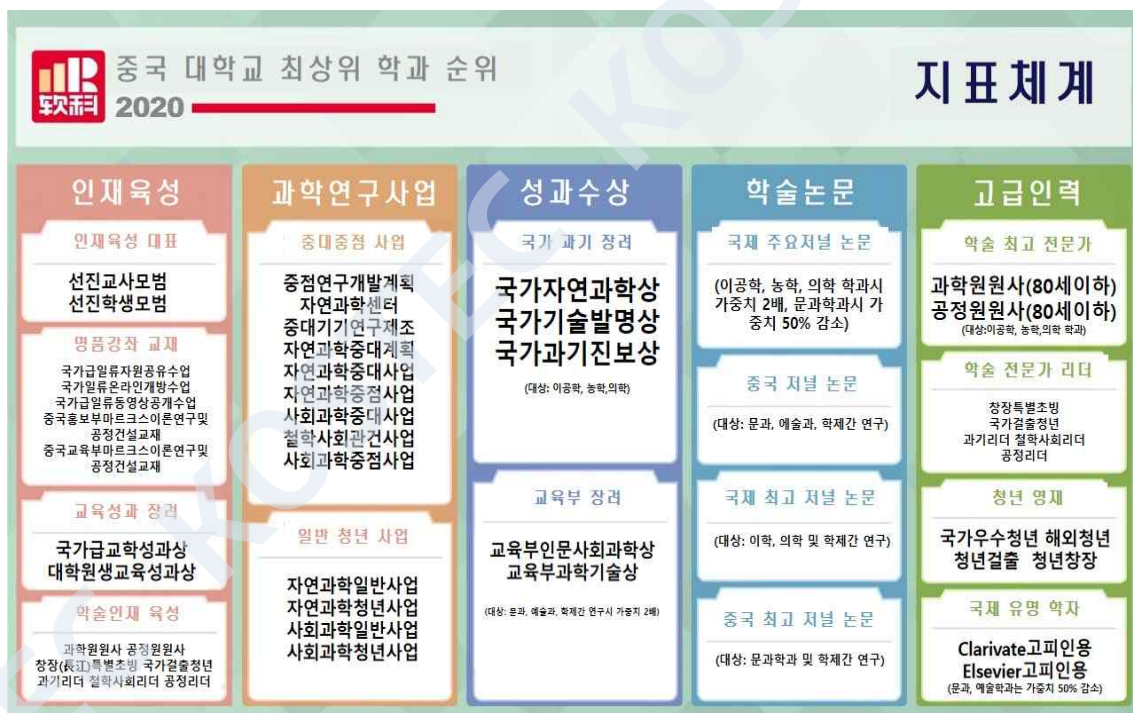 软科
중국 대학교 최상위 학과 순위
2020
지표체계
인재육성
인재육성 대표
선진교사모범
선진학생모범
명품강좌 교재
국가급일류자원공유수업
국가일류온라인개방수업
국가급일류동영상공개수업
중국홍보부마르크스이론연구및
공정건설교재
중국교육부마르크스이론연구및
공정건설교재
교육성과 장려
국가급교학성과상
대학원생교육성과상
학술인재 육성
과학원원사 공정원원사
창장(長江)특별초빙 국가걸출청년
과기리더 철학사회리더 공정리더
과학연구사업
중대중점 사업
중점연구개발계획
자연과학센터
중대기기연구제조
자연과학중대계획
자연과학중대사업
자연과학중점사업
사회과학중대사업
철학사회관건사업
사회과학중점사업
일반 청년 사업
자연과학일반사업
자연과학청년사업
사회과학일반사업
사회과학청년사업
성과수상
국가 과기 장려
국가자연과학상
국가기술발명상
국가과기진보상
(대상: 이공학, 농학,의학)
교육부 장려
교육부인문사회과학상
교육부과학기술상
(대상: 문과, 예술과, 학제간 연구시 가중치 2배)
학술논문
국제 주요저널 논문
(이공학, 농학, 의학 학과시
가중치 2배, 문과학과시 가
중치 50% 감소)
중국 저널 논문
(대상: 문과, 예술과, 학제간 연구)
국제 최고 저널 논문
(대상: 이학, 의학 및 학제간 연구)
중국 최고 저널 논문
(대상: 문과학과 및 학제간 연구)
고급인력
학술 최고 전문가
과학원원사(80세이하)
공정원원사(80세이하)
(대상:이공학, 농학,의학 학과)
학술 전문가 리더
창장특별초빙
국가걸출청년
과기리더 철학사회리더
공정리더
청년 영재
국가우수청년 해외청년
청년걸출 청년창장
국제 유명 학자
Clarivate고피인용
Elsevier고피인용
(문과, 예술학과는 가중치 50% 감소)
KOSTEC